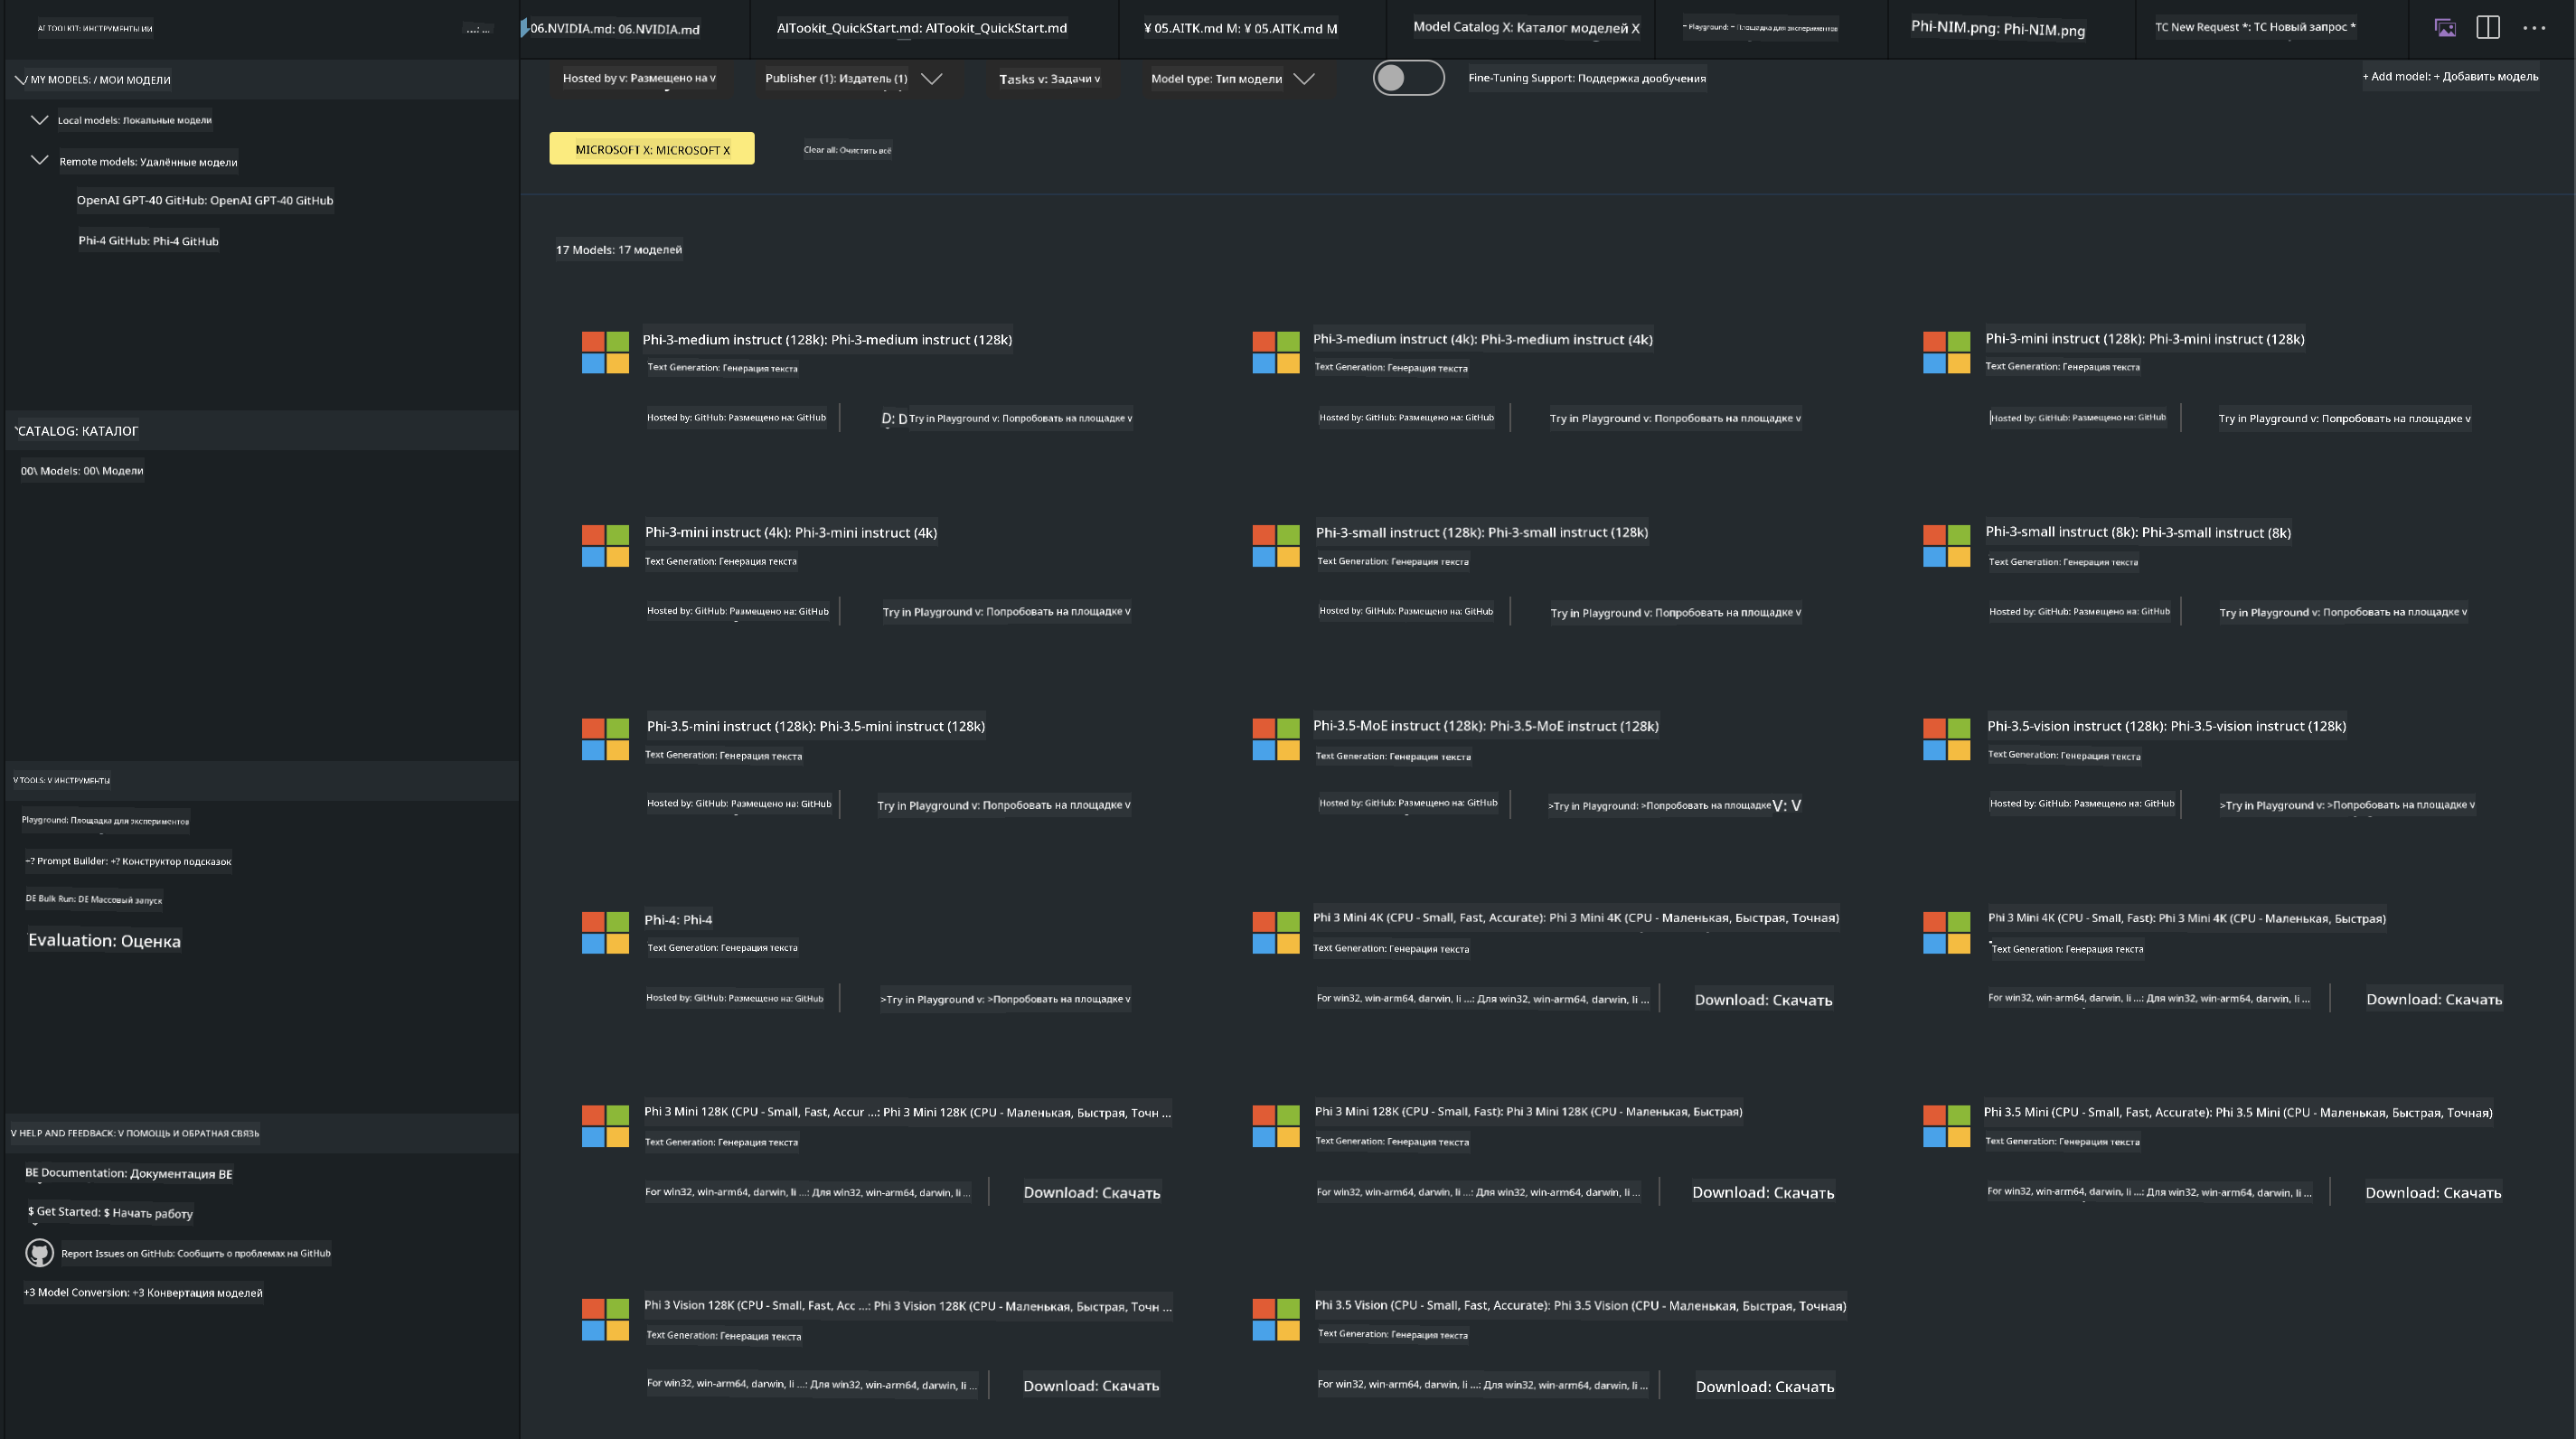 AI TOOLKIT: ИНСТРУМЕНТЫ ИИ
06.NVIDIA.md: 06.NVIDIA.md
AITookit_QuickStart.md: AITookit_QuickStart.md
¥ 05.AITK.md M: ¥ 05.AITK.md M
Model Catalog X: Каталог моделей X
~ Playground: ~ Площадка для экспериментов
Phi-NIM.png: Phi-NIM.png
TC New Request *: TC Новый запрос *
MY MODELS: / МОИ МОДЕЛИ
Local models: Локальные модели
Remote models: Удалённые модели
OpenAI GPT-40 GitHub: OpenAI GPT-40 GitHub
Phi-4 GitHub: Phi-4 GitHub
CATALOG: КАТАЛОГ
00\ Models: 00\ Модели
V TOOLS: V ИНСТРУМЕНТЫ
Playground: Площадка для экспериментов
+? Prompt Builder: +? Конструктор подсказок
DE Bulk Run: DE Массовый запуск
Evaluation: Оценка
V HELP AND FEEDBACK: V ПОМОЩЬ И ОБРАТНАЯ СВЯЗЬ
BE Documentation: Документация BE
$ Get Started: $ Начать работу
Report Issues on GitHub: Сообщить о проблемах на GitHub
+3 Model Conversion: +3 Конвертация моделей
Hosted by v: Размещено на v
Publisher (1): Издатель (1)
Tasks v: Задачи v
Model type: Тип модели
Fine-Tuning Support: Поддержка дообучения
+ Add model: + Добавить модель
MICROSOFT X: MICROSOFT X
Clear all: Очистить всё
17 Models: 17 моделей
Phi-3-medium instruct (128k): Phi-3-medium instruct (128k)
Text Generation: Генерация текста
Hosted by: GitHub: Размещено на: GitHub
D: D Try in Playground v: Попробовать на площадке v
Phi-3-medium instruct (4k): Phi-3-medium instruct (4k)
Text Generation: Генерация текста
Hosted by: GitHub: Размещено на: GitHub
Try in Playground v: Попробовать на площадке v
Phi-3-mini instruct (128k): Phi-3-mini instruct (128k)
Text Generation: Генерация текста
Hosted by: GitHub: Размещено на: GitHub
Try in Playground v: Попробовать на площадке v
Phi-3-mini instruct (4k): Phi-3-mini instruct (4k)
Text Generation: Генерация текста
Hosted by: GitHub: Размещено на: GitHub
Try in Playground v: Попробовать на площадке v
Phi-3-small instruct (128k): Phi-3-small instruct (128k)
Text Generation: Генерация текста
Hosted by: GitHub: Размещено на: GitHub
Try in Playground v: Попробовать на площадке v
Phi-3-small instruct (8k): Phi-3-small instruct (8k)
Text Generation: Генерация текста
Hosted by: GitHub: Размещено на: GitHub
Try in Playground v: Попробовать на площадке v
Phi-3.5-mini instruct (128k): Phi-3.5-mini instruct (128k)
Text Generation: Генерация текста
Hosted by: GitHub: Размещено на: GitHub
Try in Playground v: Попробовать на площадке v
Phi-3.5-MoE instruct (128k): Phi-3.5-MoE instruct (128k)
Text Generation: Генерация текста
Hosted by: GitHub: Размещено на: GitHub
>Try in Playground: >Попробовать на площадке V: V
Phi-3.5-vision instruct (128k): Phi-3.5-vision instruct (128k)
Text Generation: Генерация текста
Hosted by: GitHub: Размещено на: GitHub
>Try in Playground v: >Попробовать на площадке v
Phi-4: Phi-4
Text Generation: Генерация текста
Hosted by: GitHub: Размещено на: GitHub
>Try in Playground v: >Попробовать на площадке v
Phi 3 Mini 4K (CPU - Small, Fast, Accurate): Phi 3 Mini 4K (CPU - Маленькая, Быстрая, Точная)
Text Generation: Генерация текста
For win32, win-arm64, darwin, li ...: Для win32, win-arm64, darwin, li ...
Download: Скачать
Phi 3 Mini 4K (CPU - Small, Fast): Phi 3 Mini 4K (CPU - Маленькая, Быстрая)
Text Generation: Генерация текста
For win32, win-arm64, darwin, li ...: Для win32, win-arm64, darwin, li ...
Download: Скачать
Phi 3 Mini 128K (CPU - Small, Fast, Accur ...: Phi 3 Mini 128K (CPU - Маленькая, Быстрая, Точн ...
Text Generation: Генерация текста
For win32, win-arm64, darwin, li ...: Для win32, win-arm64, darwin, li ...
Download: Скачать
Phi 3 Mini 128K (CPU - Small, Fast): Phi 3 Mini 128K (CPU - Маленькая, Быстрая)
Text Generation: Генерация текста
For win32, win-arm64, darwin, li ...: Для win32, win-arm64, darwin, li ...
Download: Скачать
Phi 3.5 Mini (CPU - Small, Fast, Accurate): Phi 3.5 Mini (CPU - Маленькая, Быстрая, Точная)
Text Generation: Генерация текста
For win32, win-arm64, darwin, li ...: Для win32, win-arm64, darwin, li ...
Download: Скачать
Phi 3 Vision 128K (CPU - Small, Fast, Acc ...: Phi 3 Vision 128K (CPU - Маленькая, Быстрая, Точн ...
Text Generation: Генерация текста
For win32, win-arm64, darwin, li ...: Для win32, win-arm64, darwin, li ...
Download: Скачать
Phi 3.5 Vision (CPU - Small, Fast, Accurate): Phi 3.5 Vision (CPU - Маленькая, Быстрая, Точная)
Text Generation: Генерация текста
For win32, win-arm64, darwin, li ...: Для win32, win-arm64, darwin, li ...
Download: Скачать